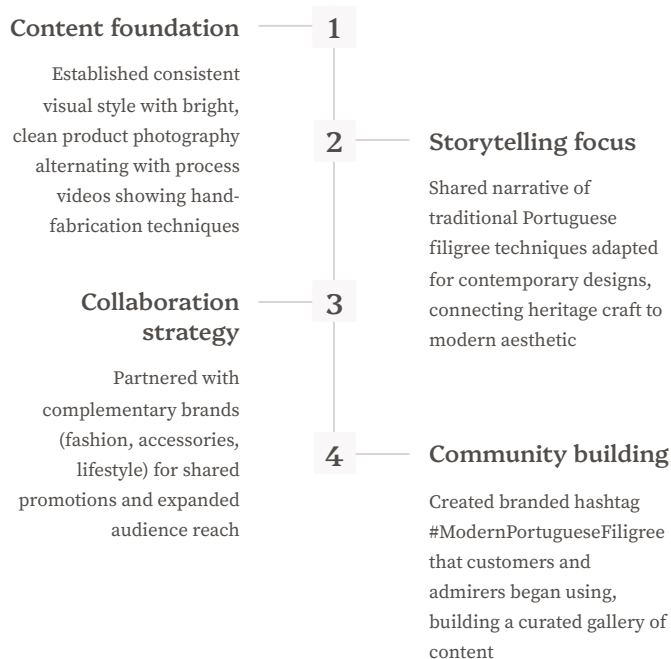 Content foundation
1
Established consistent
visual style with bright,
clean product photography
alternating with process
videos showing hand-
fabrication techniques
2
Storytelling focus
Shared narrative of
traditional Portuguese
filigree techniques adapted
for contemporary designs,
connecting heritage craft to
modern aesthetic
Collaboration
strategy
3
Partnered with
complementary brands
(fashion, accessories,
lifestyle) for shared
promotions and expanded
audience reach
4
Community building
Created branded hashtag
#ModernPortugueseFiligree
that customers and
admirers began using,
building a curated gallery of
content